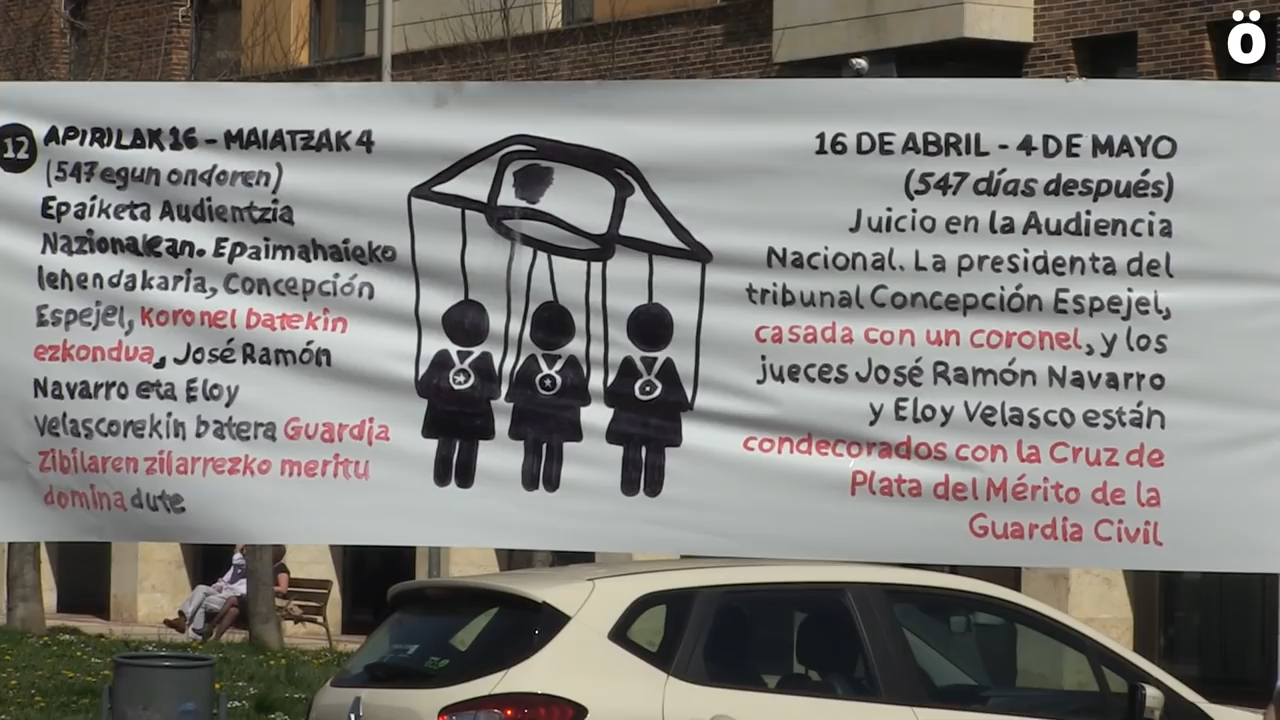 ö
12
APIRILAK 16 - MAIATZAK 4
(547 egun ondoren)
Epaiketa Audientzia
Nazionalean. Epaimahaieko
lehendakaria, Concepción
Espejel, Koronel batekin
ezkondua, José Ramón
Navarro eta Eloy
Velascorekin batera Guardia
Zibilaren zilarrezko meritu
domina dute
16 DE ABRIL - 4 DE MAYO
(547 días después)
Juicio en la Audiencia
Nacional. La presidenta del
tribunal Concepción Espejel,
casada con un coronel, y los
jueces José Ramón Navarro
y Eloy Velasco están
condecorados con la Cruz de
Plata del Mérito de la
Guardia Civil